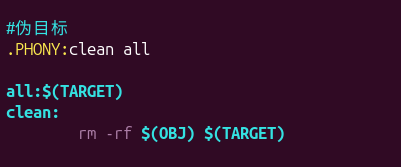 #伪目标
.PHONY:clean all
all:$(TARGET)
clean:
rm -rf $(OBJ) $(TARGET)